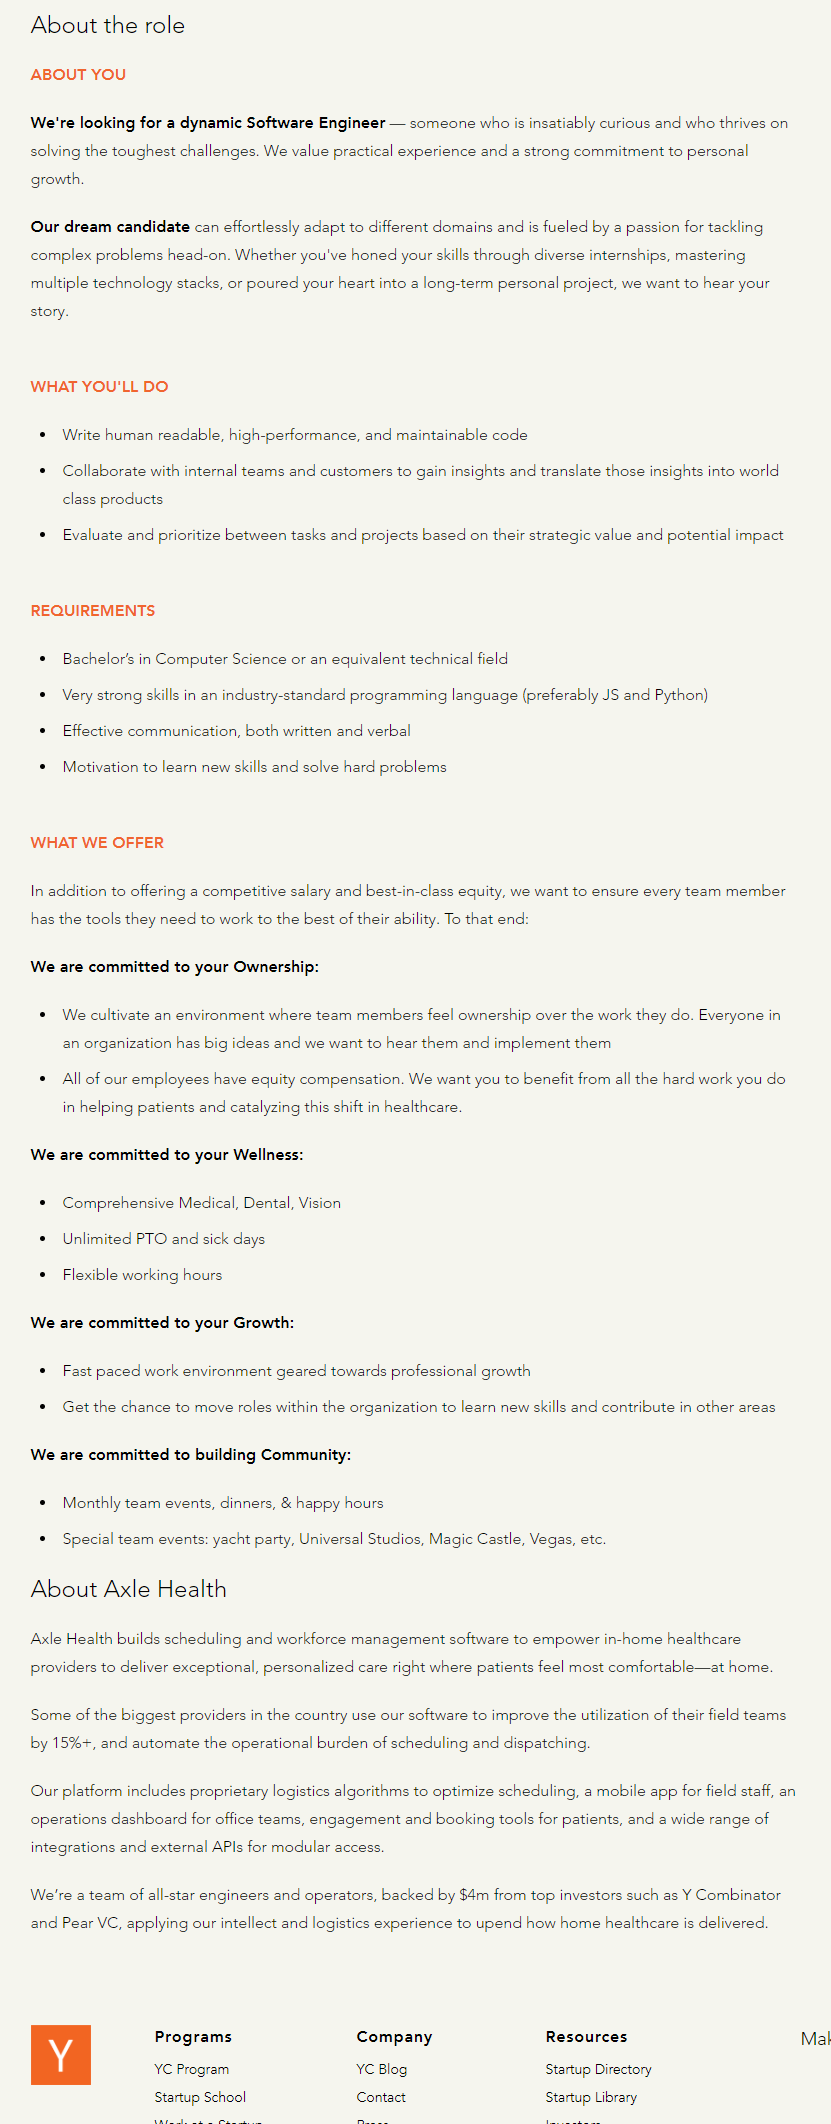 About the role
ABOUT YOU
We're looking for a dynamic Software Engineer — someone who is insatiably curious and who thrives on
solving the toughest challenges. We value practical experience and a strong commitment to personal
growth.
Our dream candidate can effortlessly adapt to different domains and is fueled by a passion for tackling
complex problems head-on. Whether you've honed your skills through diverse internships, mastering
multiple technology stacks, or poured your heart into a long-term personal project, we want to hear your
story.
WHAT YOU'LL DO
• Write human readable, high-performance, and maintainable code
• Collaborate with internal teams and customers to gain insights and translate those insights into world
class products
• Evaluate and prioritize between tasks and projects based on their strategic value and potential impact
REQUIREMENTS
• Bachelor’s in Computer Science or an equivalent technical field
• Very strong skills in an industry-standard programming language (preferably JS and Python)
• Effective communication, both written and verbal
• Motivation to learn new skills and solve hard problems
WHAT WE OFFER
In addition to offering a competitive salary and best-in-class equity, we want to ensure every team member
has the tools they need to work to the best of their ability. To that end:
We are committed to your Ownership:
• We cultivate an environment where team members feel ownership over the work they do. Everyone in
an organization has big ideas and we want to hear them and implement them
• All of our employees have equity compensation. We want you to benefit from all the hard work you do
in helping patients and catalyzing this shift in healthcare.
We are committed to your Wellness:
• Comprehensive Medical, Dental, Vision
• Unlimited PTO and sick days
• Flexible working hours
We are committed to your Growth:
• Fast paced work environment geared towards professional growth
• Get the chance to move roles within the organization to learn new skills and contribute in other areas
We are committed to building Community:
• Monthly team events, dinners, & happy hours
• Special team events: yacht party, Universal Studios, Magic Castle, Vegas, etc.
About Axle Health
Axle Health builds scheduling and workforce management software to empower in-home healthcare
providers to deliver exceptional, personalized care right where patients feel most comfortable—at home.
Some of the biggest providers in the country use our software to improve the utilization of their field teams
by 15%+, and automate the operational burden of scheduling and dispatching.
Our platform includes proprietary logistics algorithms to optimize scheduling, a mobile app for field staff, an
operations dashboard for office teams, engagement and booking tools for patients, and a wide range of
integrations and external APIs for modular access.
We’re a team of all-star engineers and operators, backed by $4m from top investors such as Y Combinator
and Pear VC, applying our intellect and logistics experience to upend how home healthcare is delivered.
Y
Programs
YC Program
Startup School
Work at a Startup
Company
YC Blog
Contact
Press
Resources
Startup Directory
Startup Library
Investors
Mak